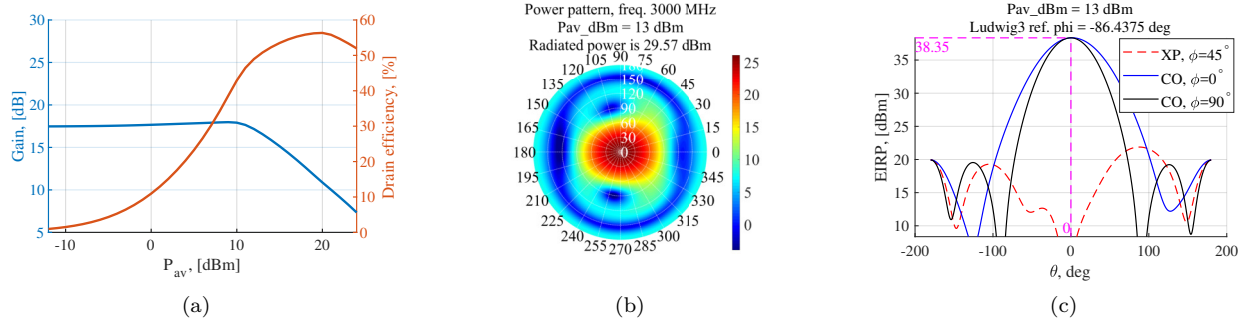 30
25
20
15
10
5
Gain, [dB]
60
50
40
30
20
10
0
Drain efficiency, [%]
-10 0 10 20
P_av, [dBm]
(a)
Power pattern, freq. 3000 MHz
Pav_dBm = 13 dBm
Radiated power is 29.57 dBm
90
105 75
120 60
135 45
150 30
165 15
180 0
195 345
210 330
225 315
240 300
255 285
270
180
150
120
90
60
30
0
25
20
15
10
5
0
(b)
Pav_dBm = 13 dBm
Ludwig3 ref. phi = -86.4375 deg
38.35
XP, ϕ=45°
CO, ϕ=0°
CO, ϕ=90°
35
30
25
20
15
10
EIRP, [dBm]
0
-200 -100 0 100 200
θ, deg
(c)